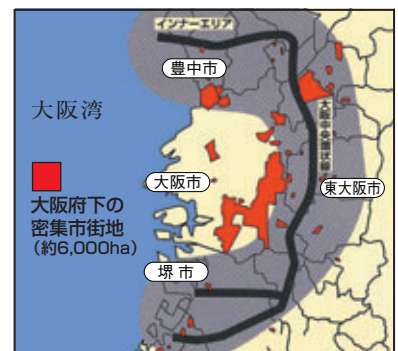 インナーエリア
豊中市
大阪湾
大阪中央環状線
大阪市
東大阪市
大阪府下の
密集市街地
(約6,000ha)
堺市